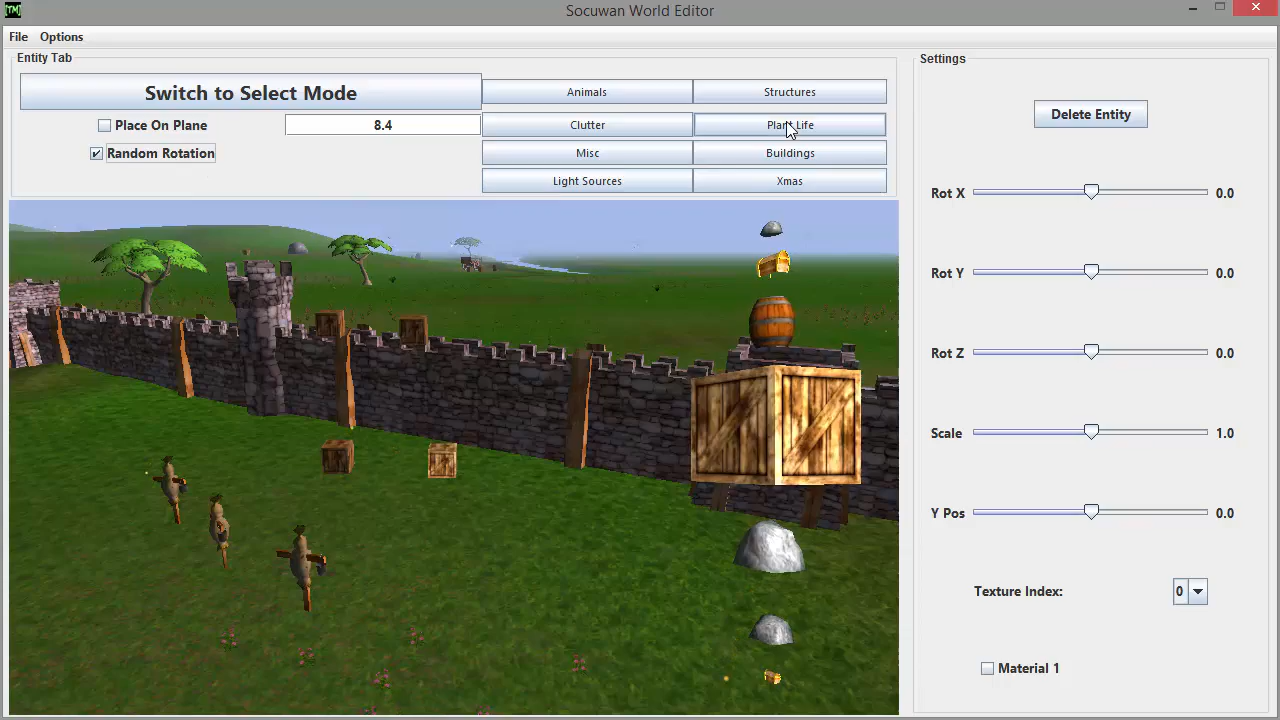 [TM]
Socuwan World Editor
File Options
Entity Tab
Switch to Select Mode
Place On Plane 8.4
Random Rotation
Animals Structures
Clutter Plant Life
Misc Buildings
Light Sources Xmas
Settings
Delete Entity
Rot X 0.0
Rot Y 0.0
Rot Z 0.0
Scale 1.0
Y Pos 0.0
Texture Index: 0
Material 1